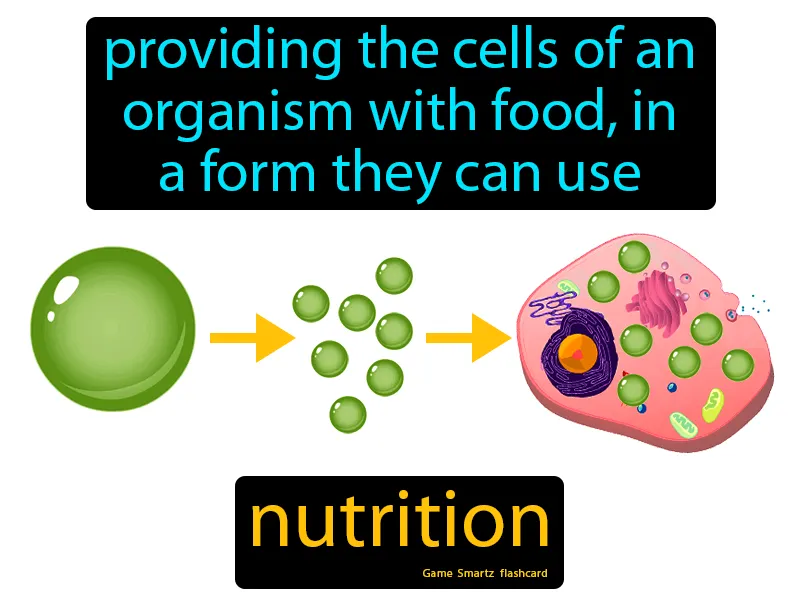 providing the cells of an
organism with food, in
a form they can use
nutrition
Game Smartz flashcard